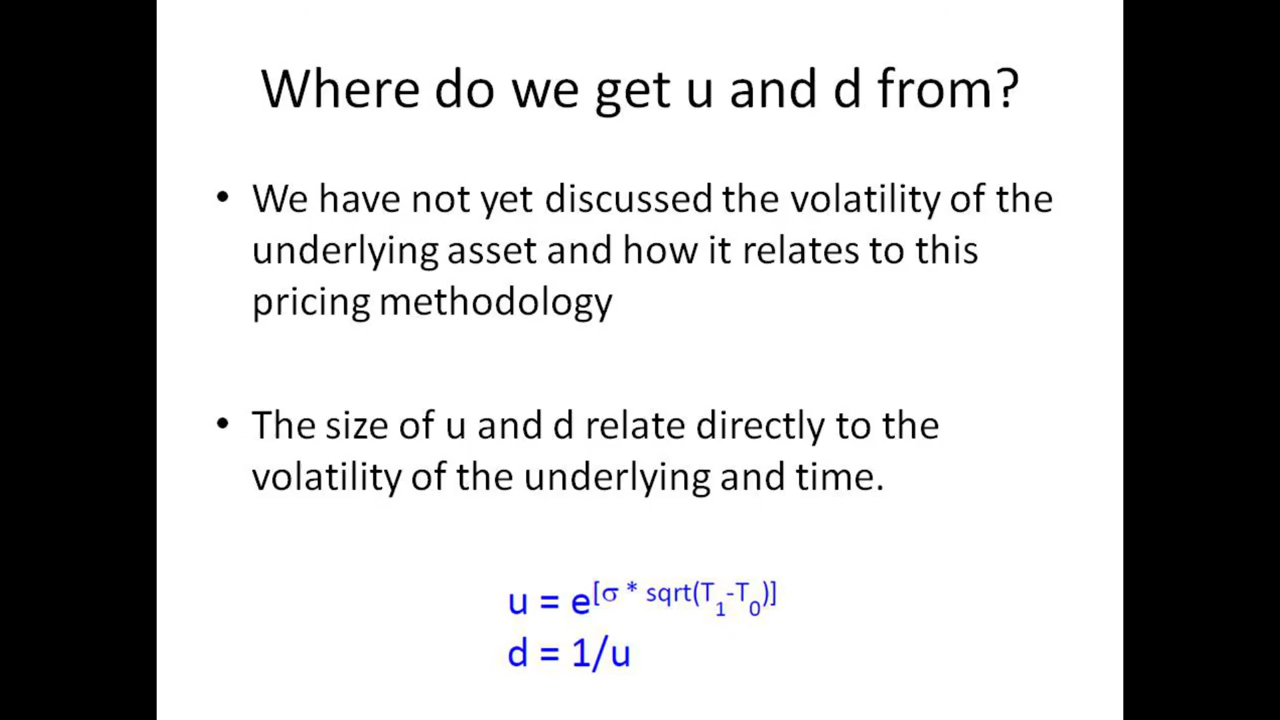 Where do we get u and d from?
• We have not yet discussed the volatility of the
underlying asset and how it relates to this
pricing methodology
• The size of u and d relate directly to the
volatility of the underlying and time.
u = e[σ * sqrt(T1-T0)]
d = 1/u